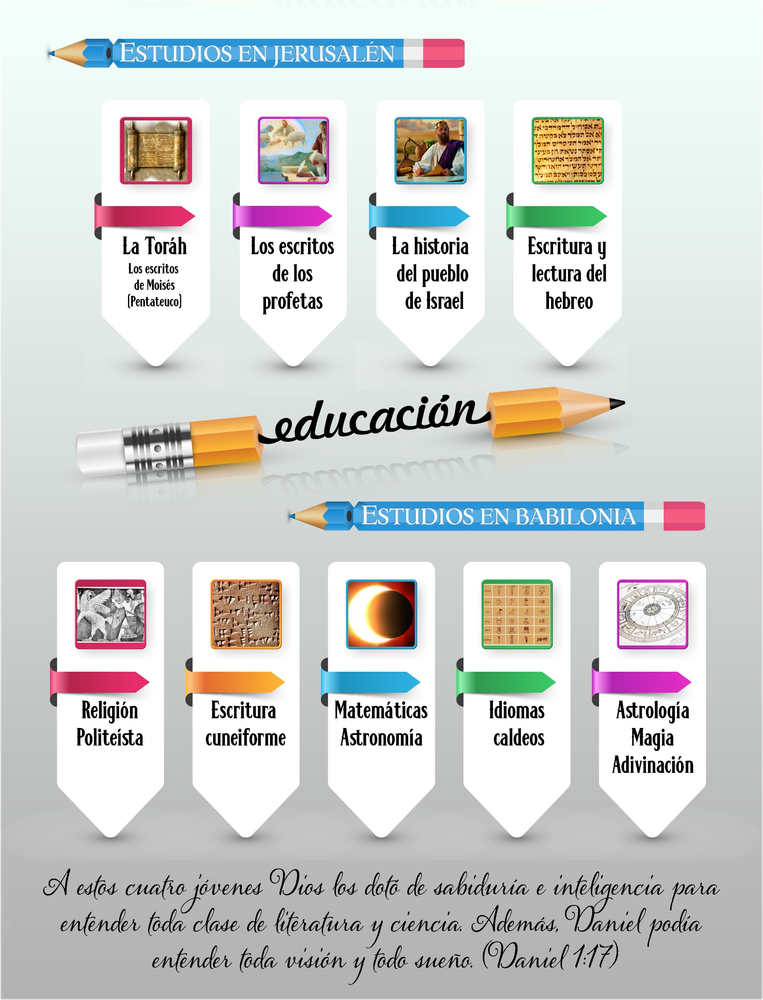 ESTUDIOS EN JERUSALÉN
La Toráh
Los escritos
de Moisés
(Pentateuco)
Los escritos
de los
profetas
La historia
del pueblo
de Israel
Escritura y
lectura del
hebreo
educación
ESTUDIOS EN BABILONIA
Religión
Politeísta
Escritura
cuneiforme
Matemáticas
Astronomía
Idiomas
caldeos
Astrología
Magia
Adivinación
A estos cuatro jóvenes Dios los dotó de sabiduría e inteligencia para
entender toda clase de literatura y ciencia. Además, Daniel podía
entender toda visión y todo sueño. (Daniel 1:17)